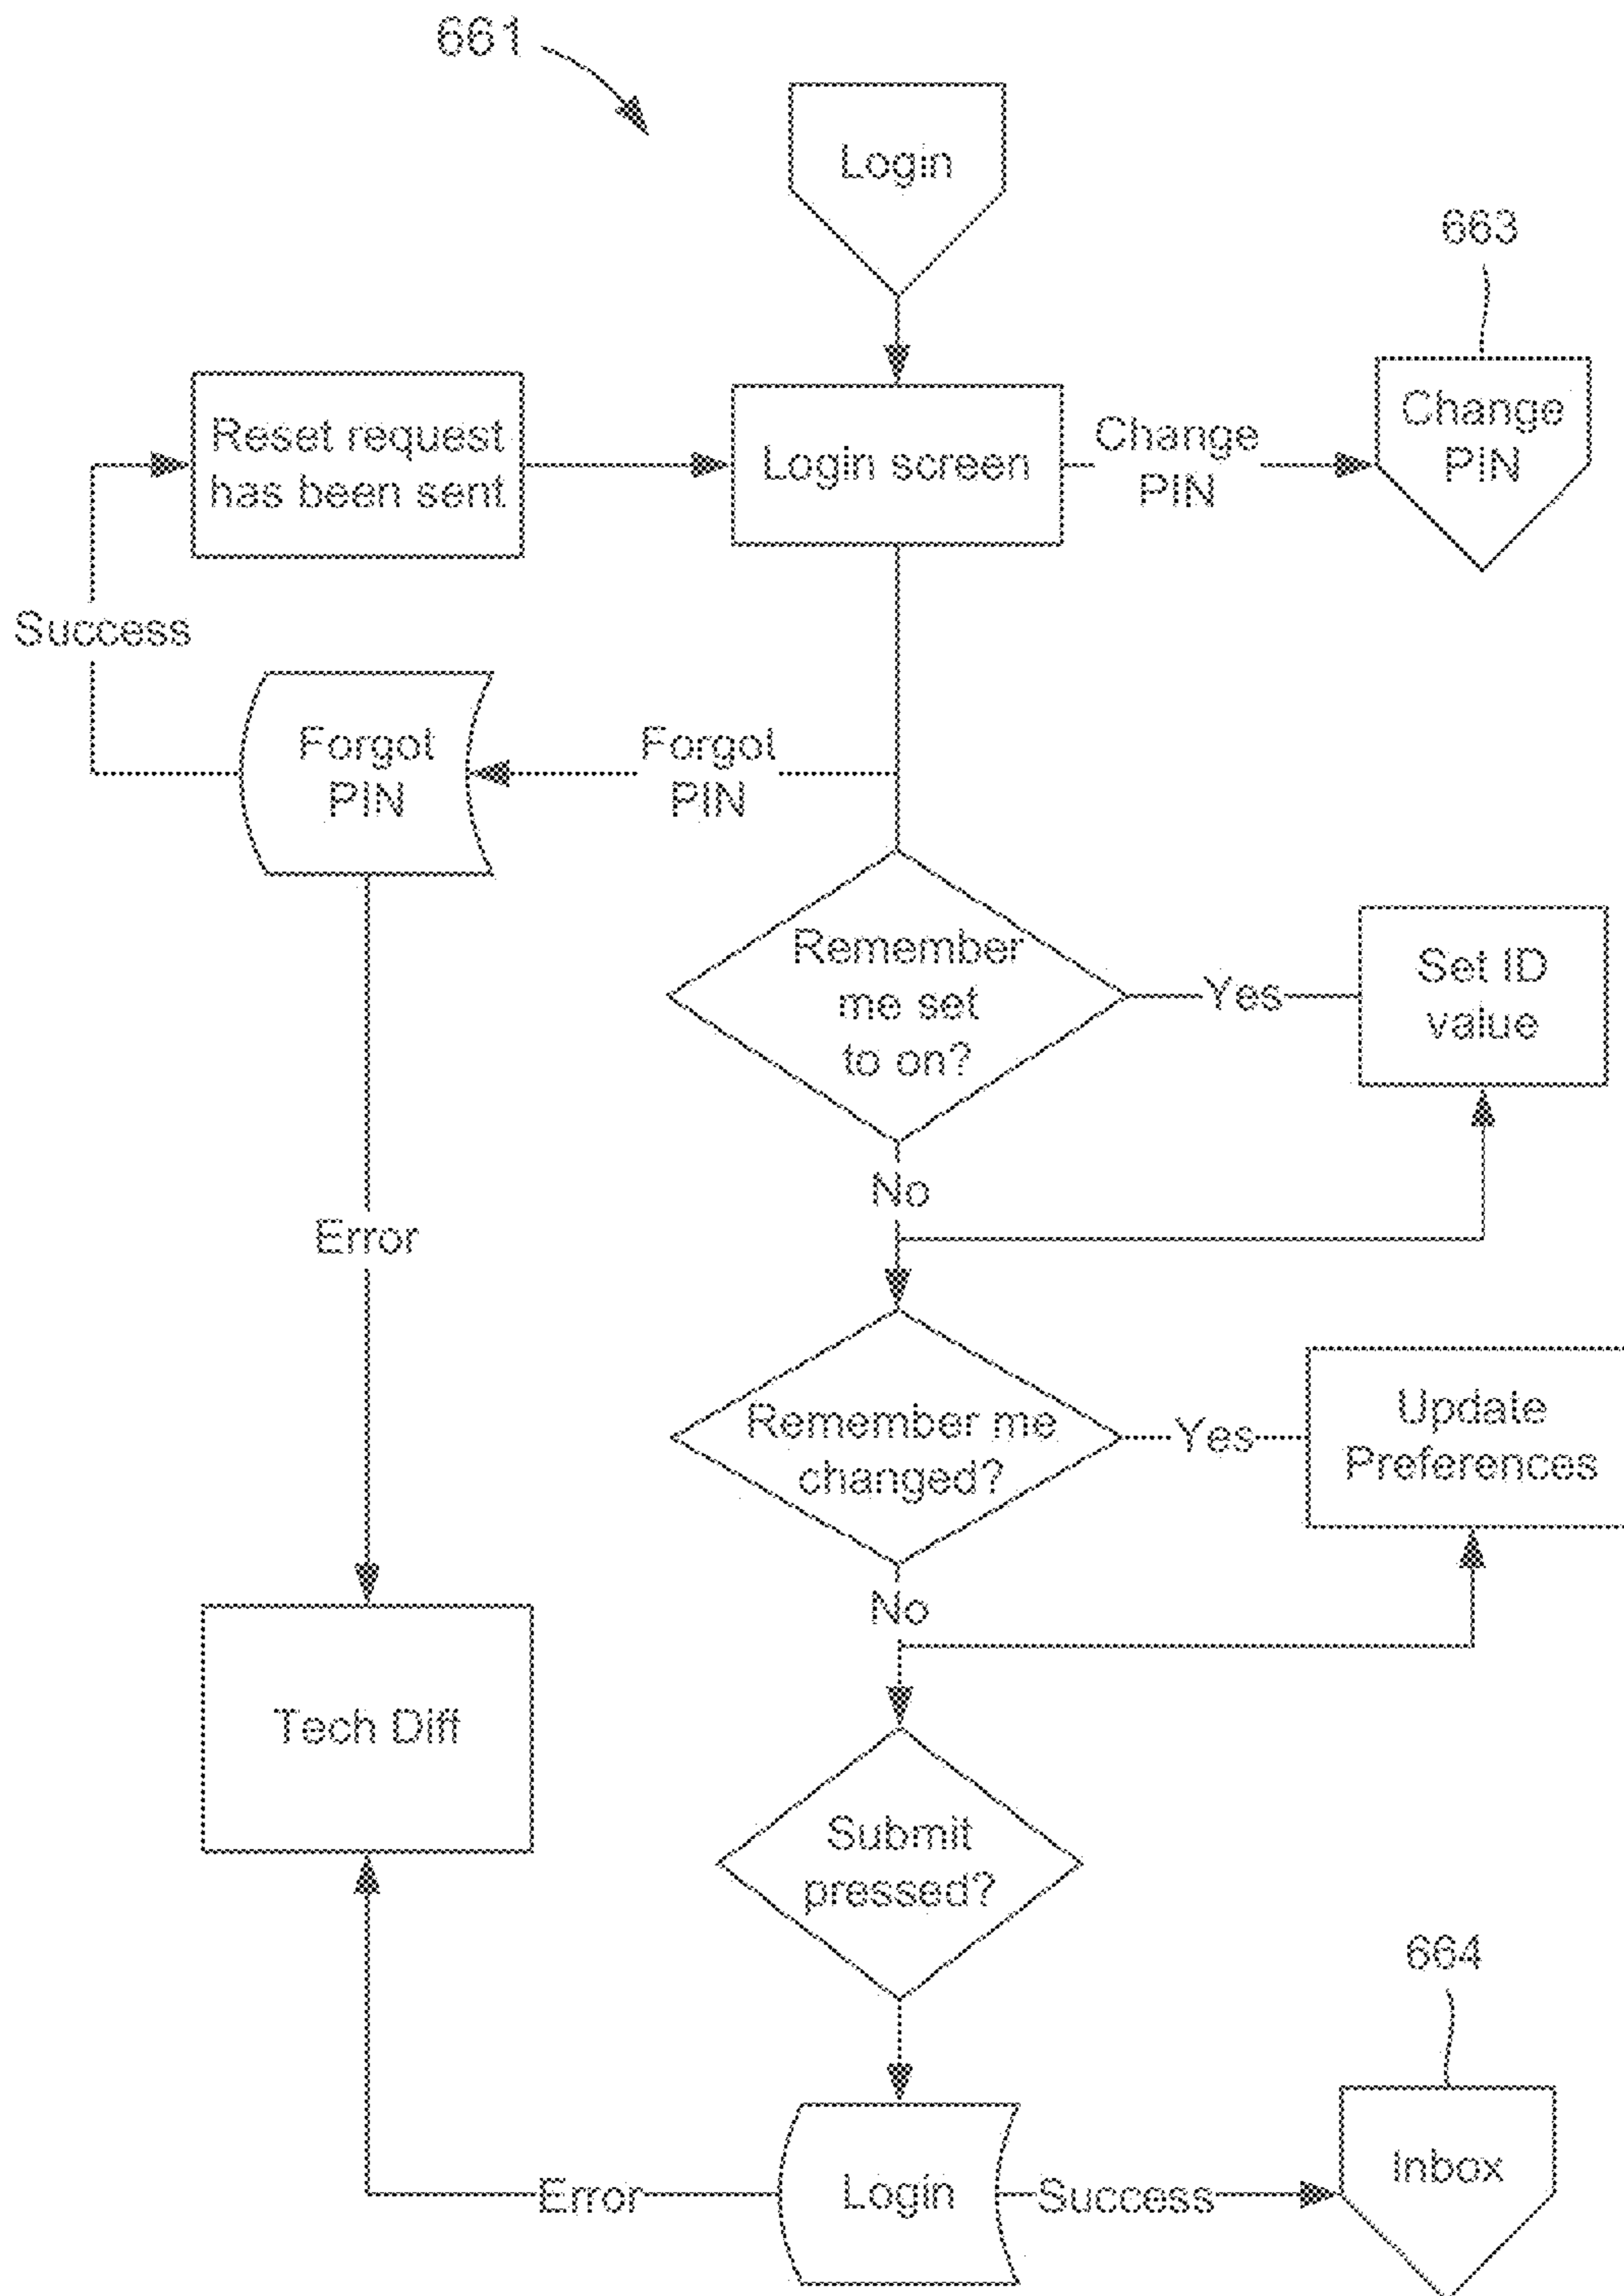 661
Login
663
Reset request
has been sent
Login screen
Change
PIN
Change
PIN
Success
Forgot
PIN
Forgot
PIN
Remember
me set
to on?
Yes
Set ID
value
No
Error
Remember me
changed?
Yes
Update
Preferences
No
Tech Diff
Submit
pressed?
664
Error
Login
Success
Inbox